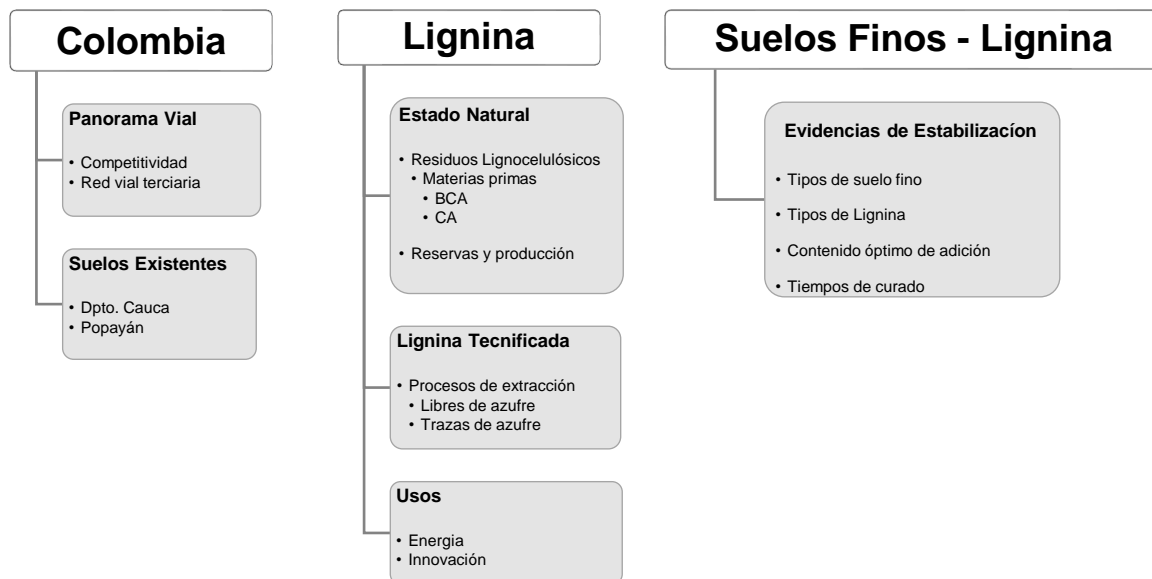 Colombia
Panorama Vial
• Competitividad
• Red vial terciaria
Suelos Existentes
• Dpto. Cauca
• Popayán
Lignina
Estado Natural
• Residuos Lignocelulósicos
• Materias primas
• BCA
• CA
• Reservas y producción
Lignina Tecnificada
• Procesos de extracción
• Libres de azufre
• Trazas de azufre
Usos
• Energia
• Innovación
Suelos Finos - Lignina
Evidencias de Estabilizacíon
• Tipos de suelo fino
• Tipos de Lignina
• Contenido óptimo de adición
• Tiempos de curado